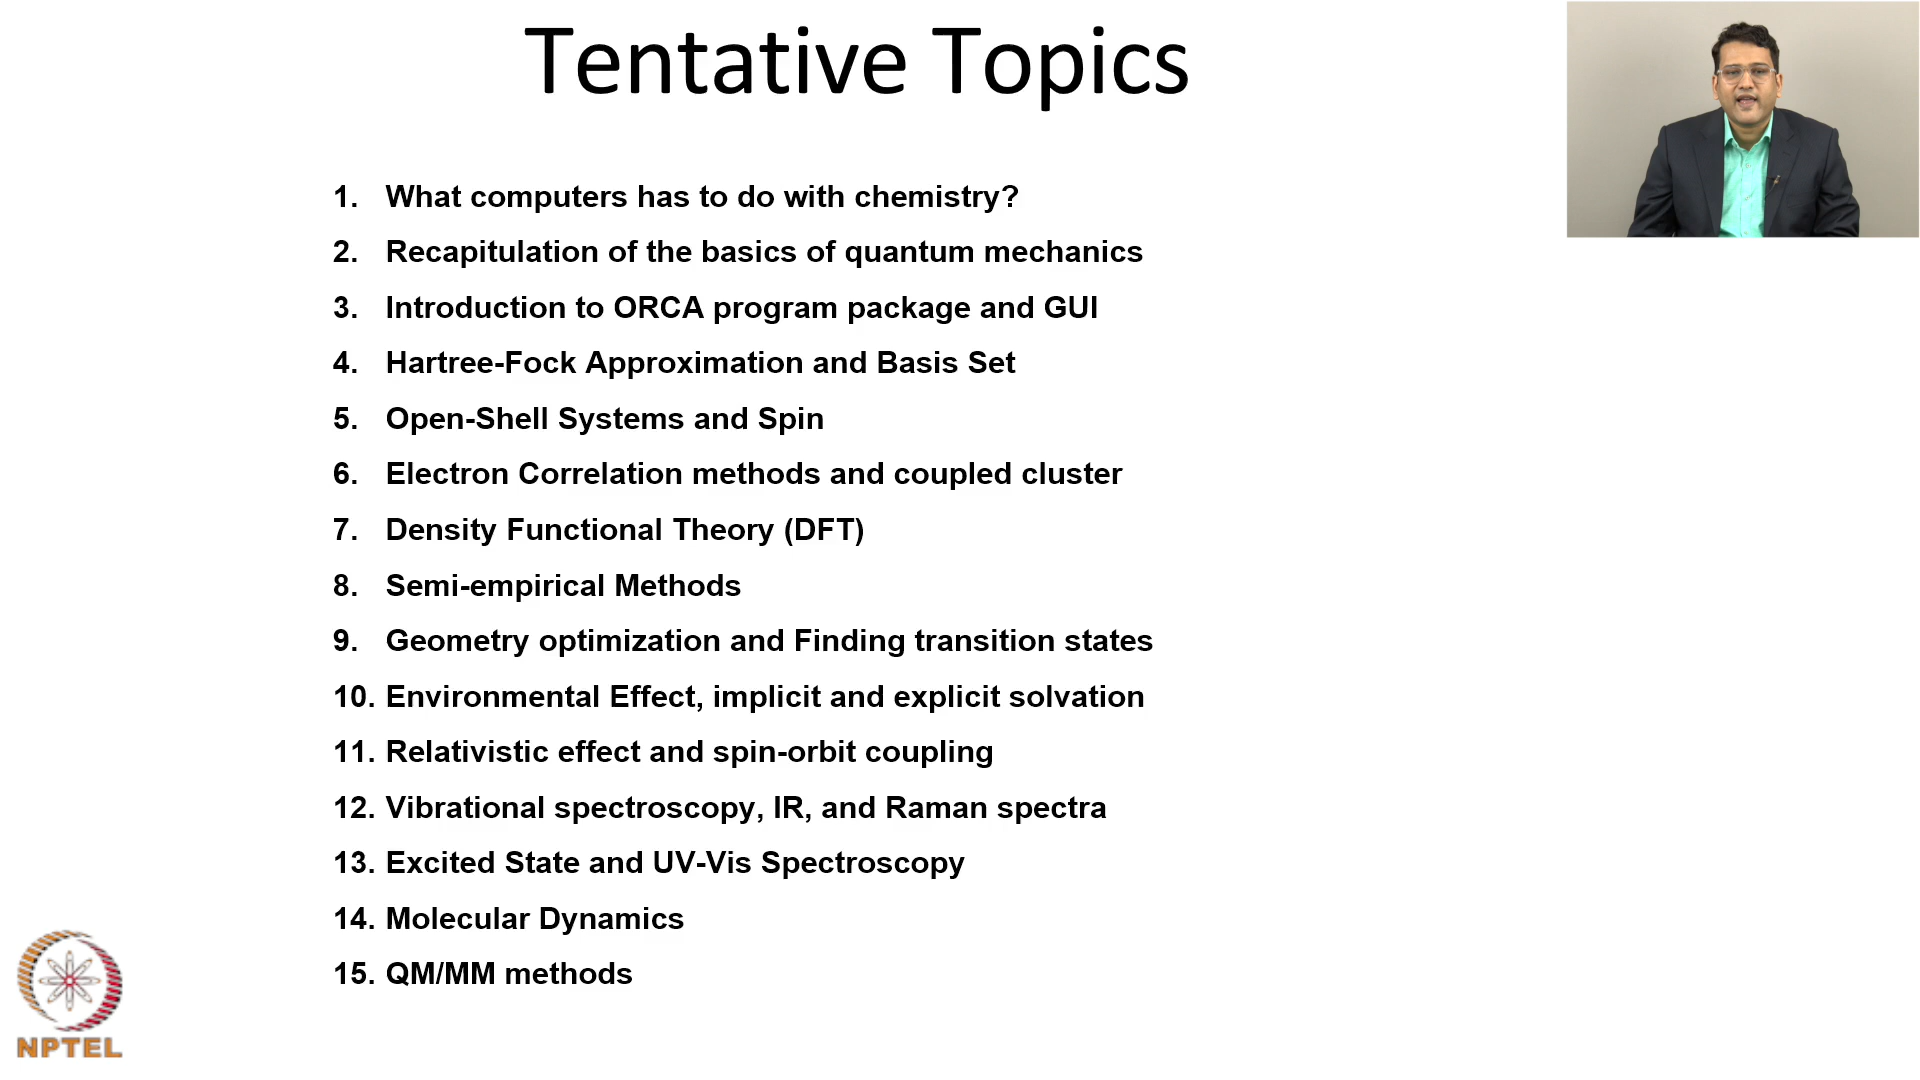 Tentative Topics
1. What computers has to do with chemistry?
2. Recapitulation of the basics of quantum mechanics
3. Introduction to ORCA program package and GUI
4. Hartree-Fock Approximation and Basis Set
5. Open-Shell Systems and Spin
6. Electron Correlation methods and coupled cluster
7. Density Functional Theory (DFT)
8. Semi-empirical Methods
9. Geometry optimization and Finding transition states
10. Environmental Effect, implicit and explicit solvation
11. Relativistic effect and spin-orbit coupling
12. Vibrational spectroscopy, IR, and Raman spectra
13. Excited State and UV-Vis Spectroscopy
14. Molecular Dynamics
15. QM/MM methods
NPTEL